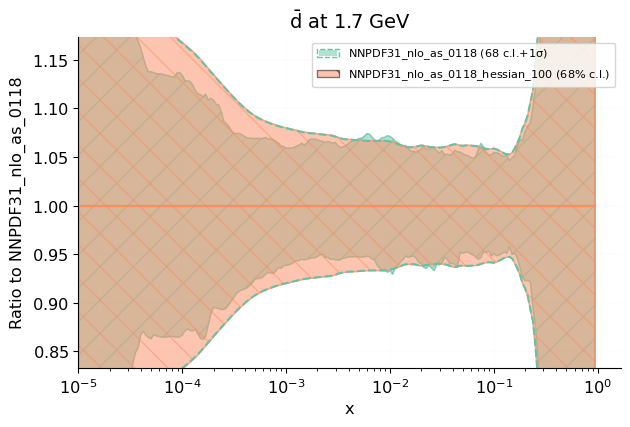 d̄ at 1.7 GeV
NNPDF31_nlo_as_0118 (68 c.l.+1σ)
NNPDF31_nlo_as_0118_hessian_100 (68% c.l.)
Ratio to NNPDF31_nlo_as_0118
1.15
1.10
1.05
1.00
0.95
0.90
0.85
10⁻⁵ 10⁻⁴ 10⁻³ 10⁻² 10⁻¹ 10⁰
x